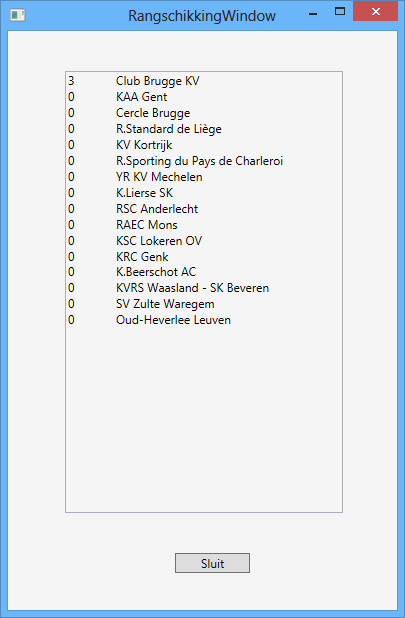 RangschikkingWindow
3 Club Brugge KV
0 KAA Gent
0 Cercle Brugge
0 R.Standard de Liège
0 KV Kortrijk
0 R.Sporting du Pays de Charleroi
0 YR KV Mechelen
0 K.Lierse SK
0 RSC Anderlecht
0 RAEC Mons
0 KSC Lokeren OV
0 KRC Genk
0 K.Beerschot AC
0 KVRS Waasland - SK Beveren
0 SV Zulte Waregem
0 Oud-Heverlee Leuven
Sluit